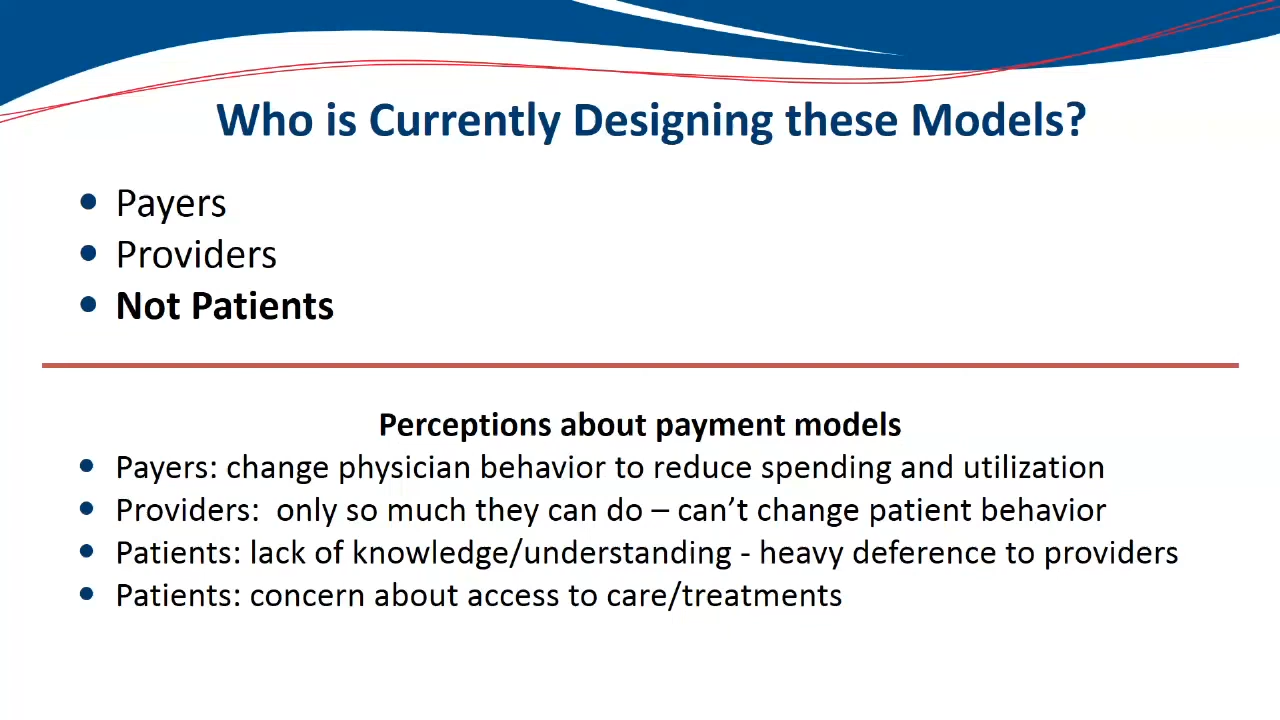 Who is Currently Designing these Models?
• Payers
• Providers
• Not Patients
Perceptions about payment models
• Payers: change physician behavior to reduce spending and utilization
• Providers:  only so much they can do – can’t change patient behavior
• Patients: lack of knowledge/understanding - heavy deference to providers
• Patients: concern about access to care/treatments